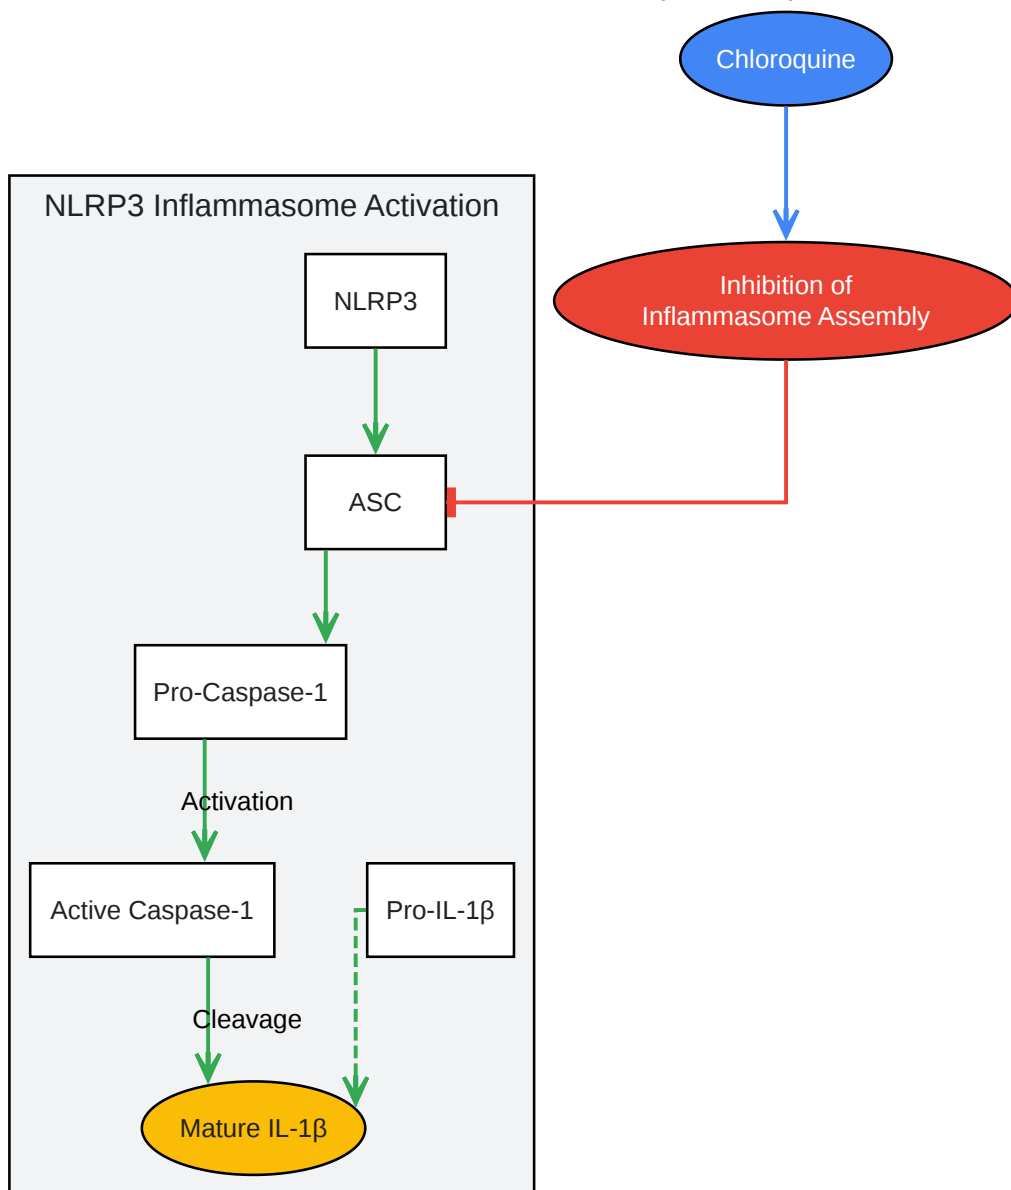 Chloroquine
NLRP3 Inflammasome Activation
Inhibition of
Inflammasome Assembly
NLRP3
ASC
Pro-Caspase-1
Activation
Active Caspase-1
Pro-IL-1β
Cleavage
Mature IL-1β